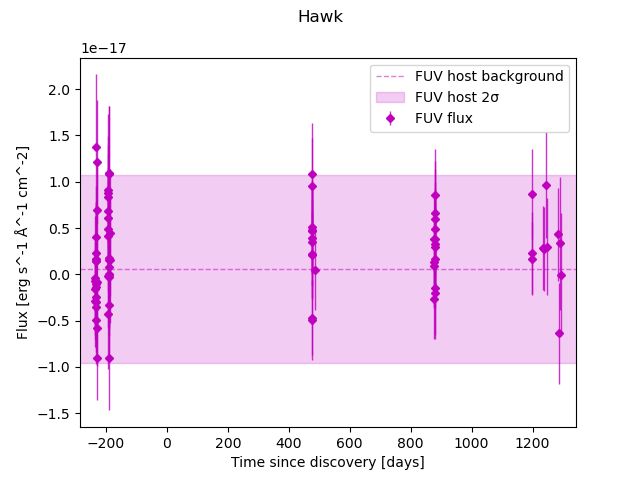 Hawk
1e−17
FUV host background
FUV host 2σ
FUV flux
2.0
1.5
1.0
0.5
0.0
−0.5
−1.0
−1.5
Flux [erg s^-1 Å^-1 cm^-2]
−200 0 200 400 600 800 1000 1200
Time since discovery [days]